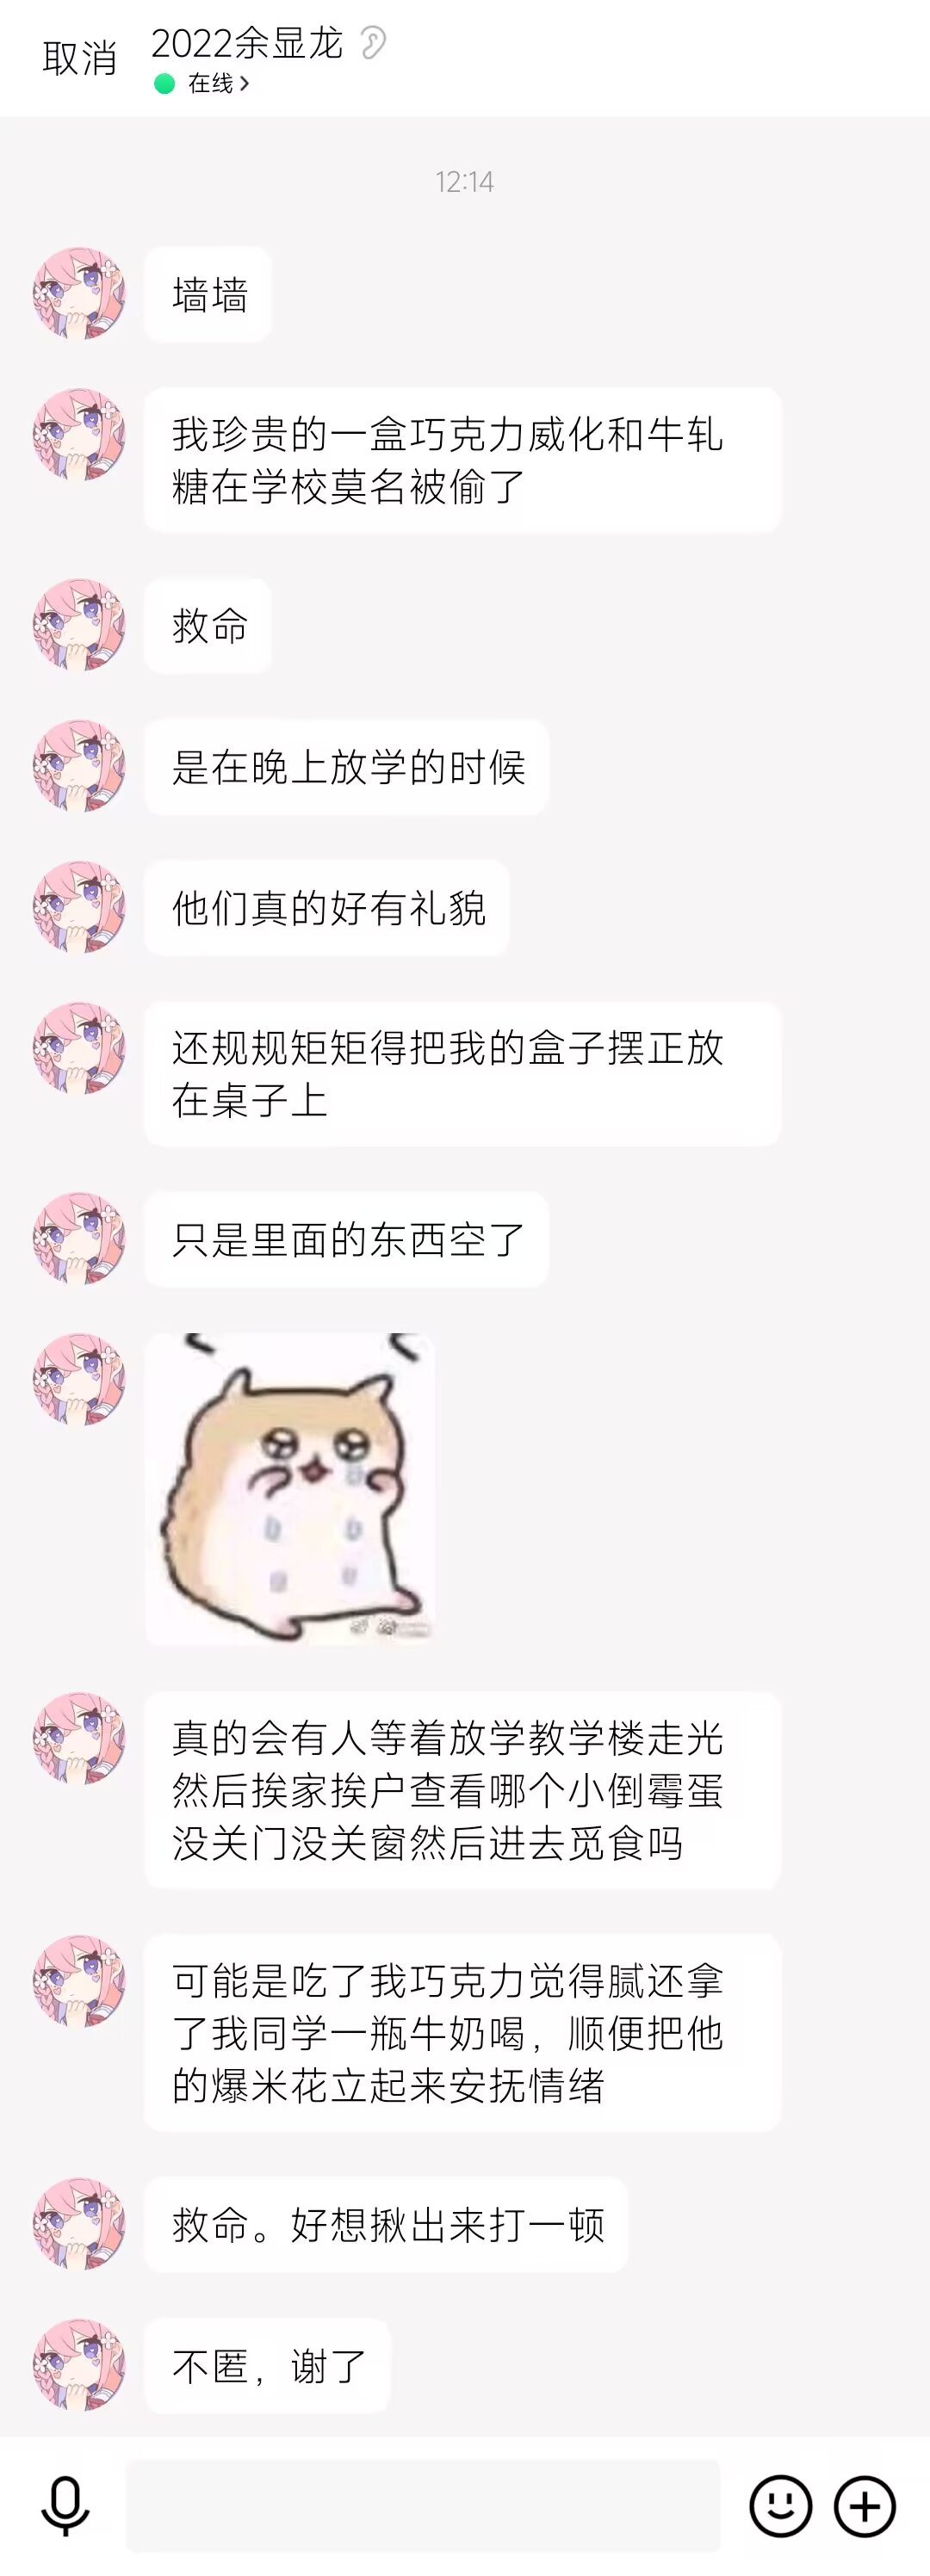 取消
2022余显龙
在线
12:14
墙墙
我珍贵的一盒巧克力威化和牛轧
糖在学校莫名被偷了
救命
是在晚上放学的时候
他们真的好有礼貌
还规规矩矩得把我的盒子摆正放
在桌子上
只是里面的东西空了
真的会有人等着放学教学楼走光
然后挨家挨户查看哪个小倒霉蛋
没关门没关窗然后进去觅食吗
可能是吃了我巧克力觉得腻还拿
了我同学一瓶牛奶喝，顺便把他
的爆米花立起来安抚情绪
救命。好想揪出来打一顿
不匿，谢了